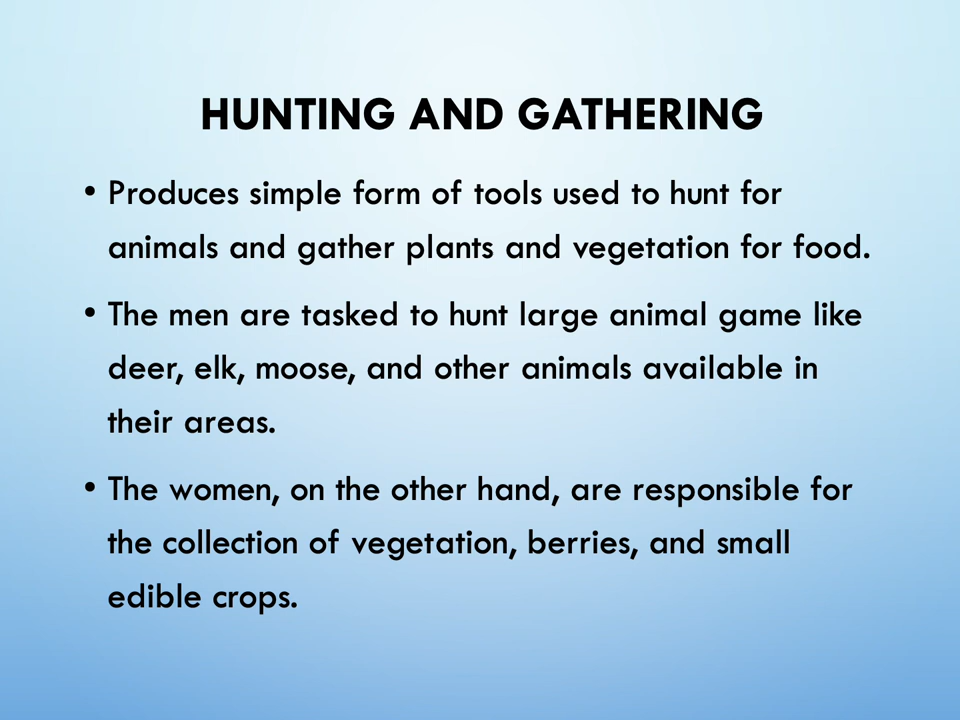 HUNTING AND GATHERING
• Produces simple form of tools used to hunt for
animals and gather plants and vegetation for food.
• The men are tasked to hunt large animal game like
deer, elk, moose, and other animals available in
their areas.
• The women, on the other hand, are responsible for
the collection of vegetation, berries, and small
edible crops.